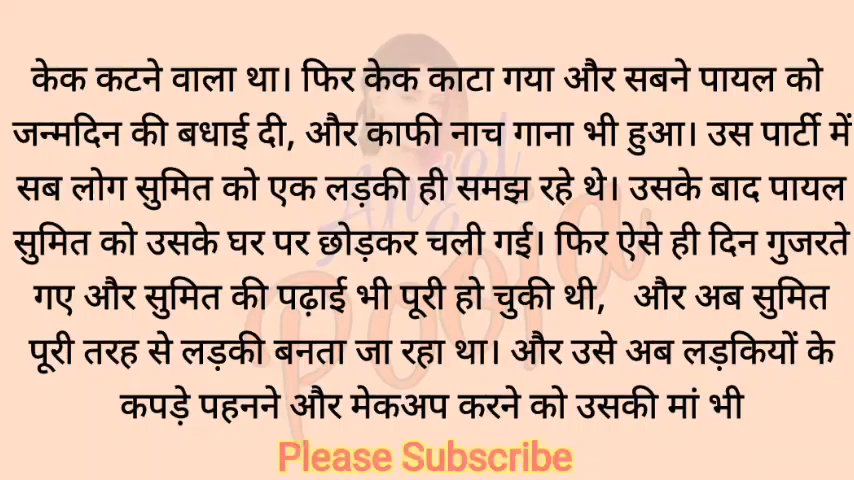 केक कटने वाला था। फिर केक काटा गया और सबने पायल को
जन्मदिन की बधाई दी, और काफी नाच गाना भी हुआ। उस पार्टी में
सब लोग सुमित को एक लड़की ही समझ रहे थे। उसके बाद पायल
सुमित को उसके घर पर छोड़कर चली गई। फिर ऐसे ही दिन गुजरते
गए और सुमित की पढ़ाई भी पूरी हो चुकी थी, और अब सुमित
पूरी तरह से लड़की बनता जा रहा था। और उसे अब लड़कियों के
कपड़े पहनने और मेकअप करने को उसकी मां भी
Please Subscribe
Angel
Pooja